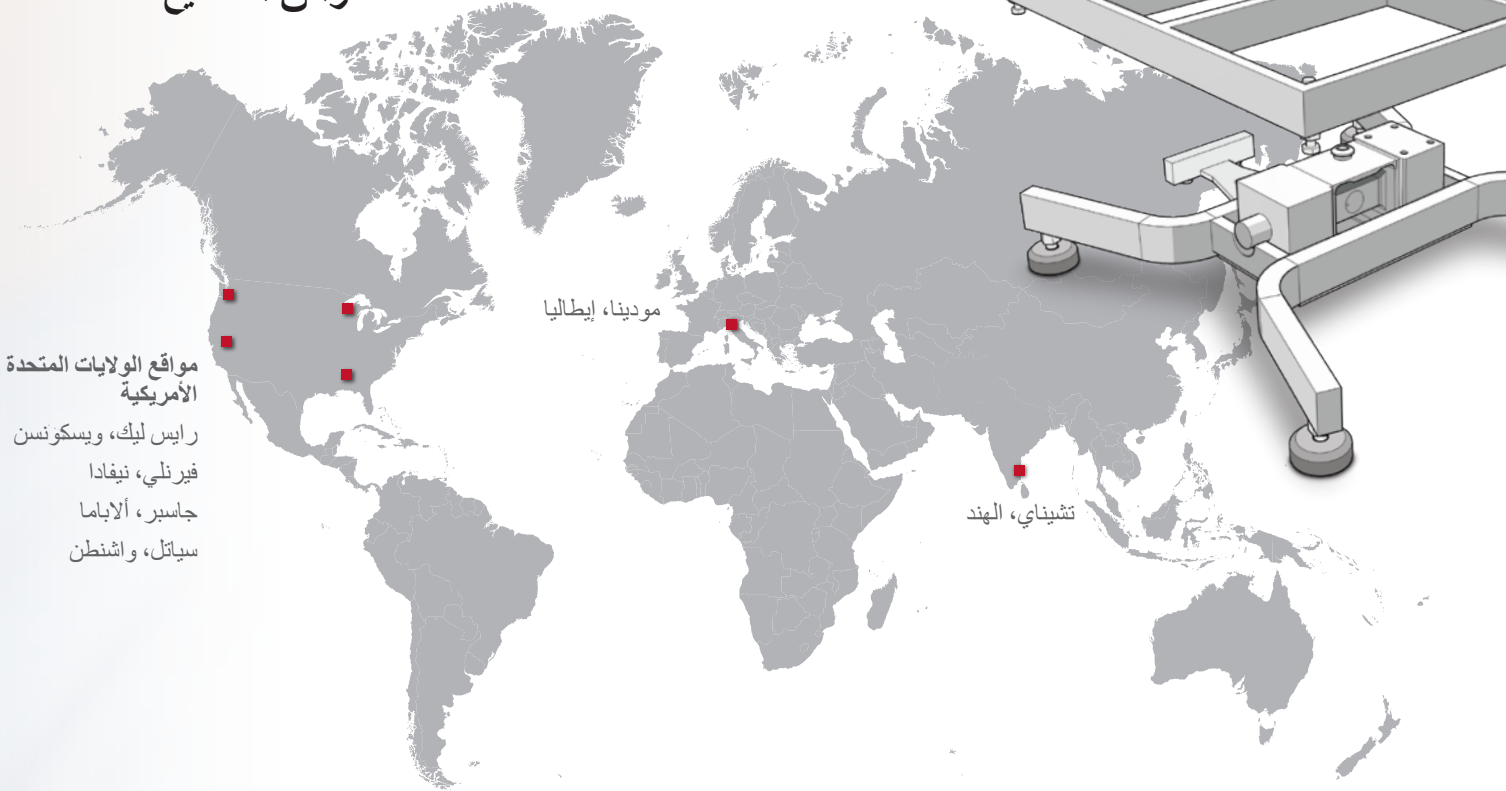 مواقع الولايات المتحدة
الأمريكية
رايس ليك، ويسكونسن
فيرنلي، نيفادا
جاسبر، ألاباما
سياتل، واشنطن
مودينا، إيطاليا
تشيناي، الهند